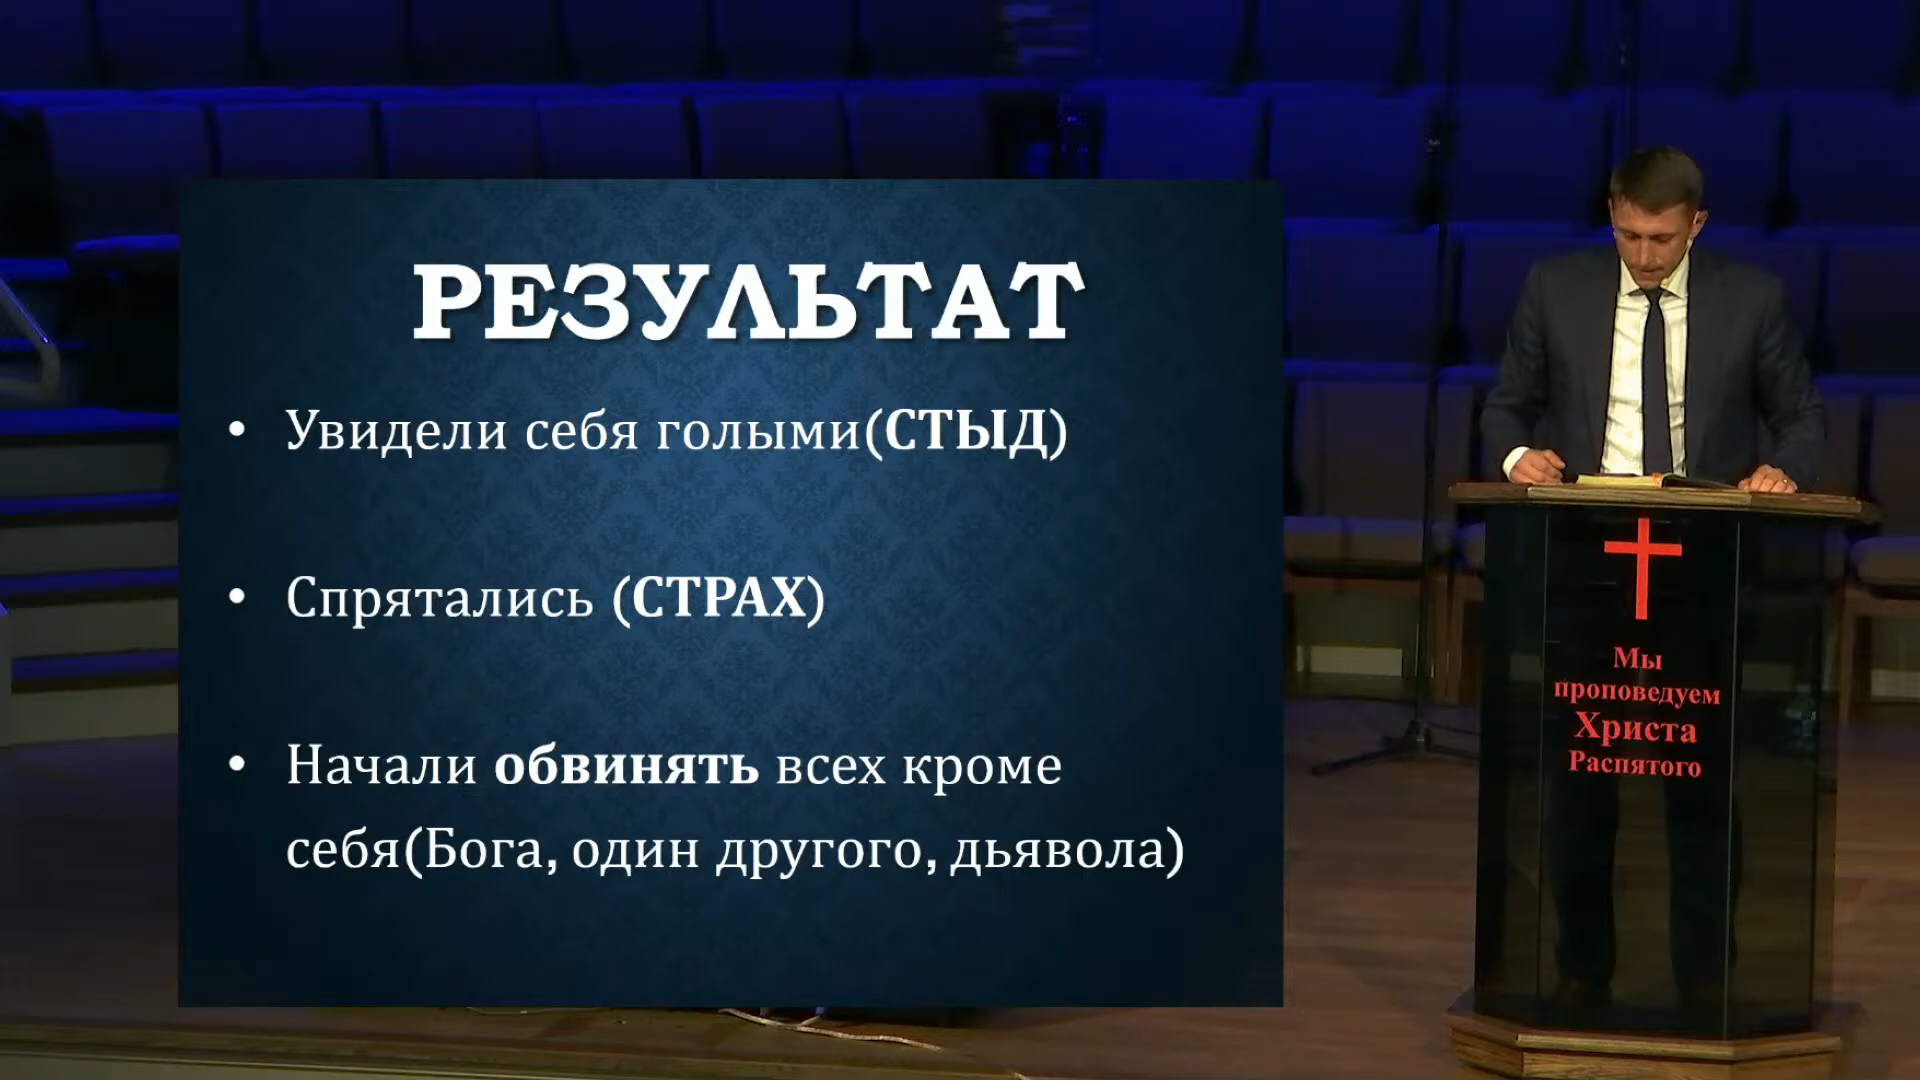 РЕЗУЛЬТАТ
• Увидели себя голыми(СТЫД)
• Спрятались (СТРАХ)
• Начали обвинять всех кроме
себя(Бога, один другого, дьявола)
Мы
проповедуем
Христа
Распятого